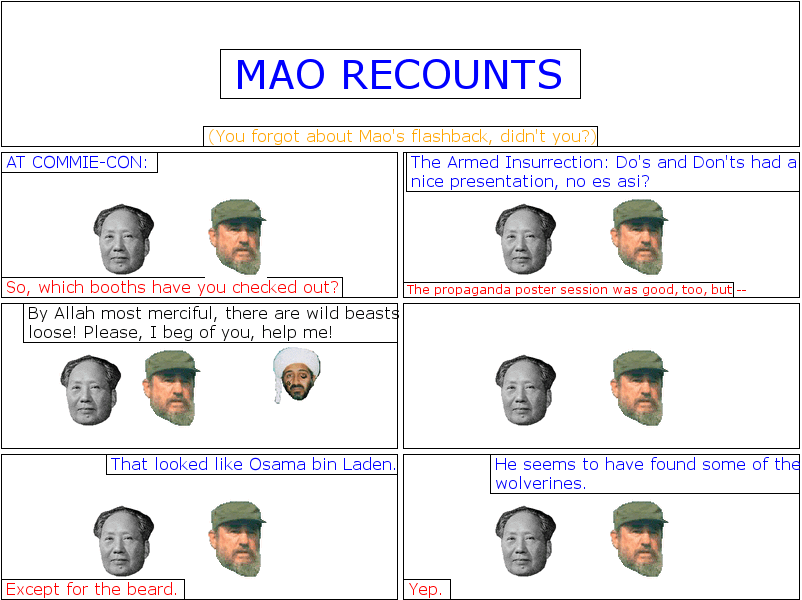 MAO RECOUNTS
(You forgot about Mao's flashback, didn't you?)
AT COMMIE-CON:
So, which booths have you checked out?
The Armed Insurrection: Do's and Don'ts had a
nice presentation, no es asi?
The propaganda poster session was good, too, but --
By Allah most merciful, there are wild beasts
loose! Please, I beg of you, help me!
That looked like Osama bin Laden.
Except for the beard.
He seems to have found some of the
wolverines.
Yep.